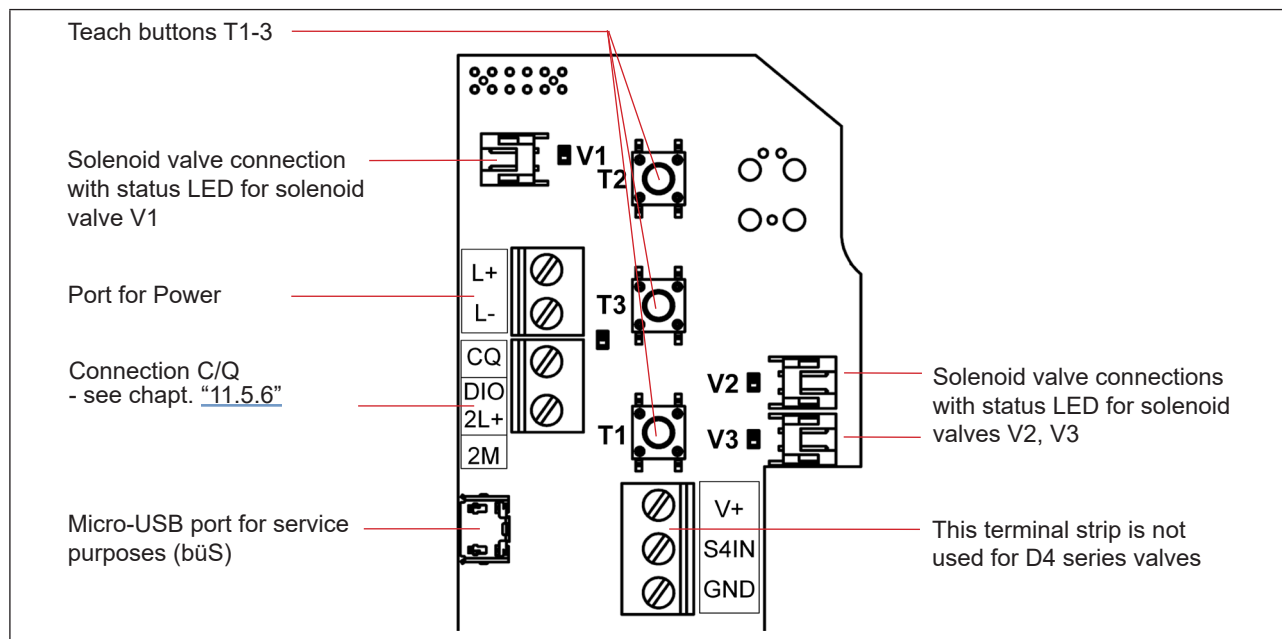 Teach buttons T1-3
Solenoid valve connection
with status LED for solenoid
valve V1
Port for Power
Connection C/Q
- see chapt. “11.5.6”
Micro-USB port for service
purposes (büS)
V1
T2
L+
L-
T3
CQ
DIO
2L+
2M
T1
V2
V3
V+
S4IN
GND
Solenoid valve connections
with status LED for solenoid
valves V2, V3
This terminal strip is not
used for D4 series valves